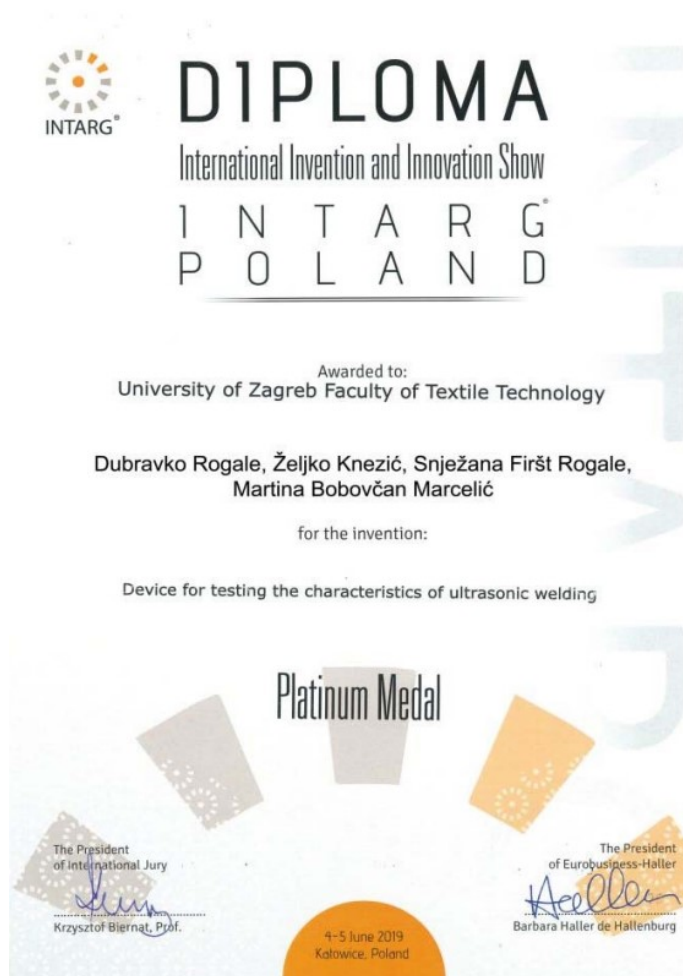 INTARG®
DIPLOMA
International Invention and Innovation Show
INTARG®
POLAND
Awarded to:
University of Zagreb Faculty of Textile Technology
Dubravko Rogale, Željko Knezić, Snježana Firšt Rogale,
Martina Bobovčan Marcelić
for the invention:
Device for testing the characteristics of ultrasonic welding
Platinum Medal
The President
of International Jury
Krzysztof Biernat, Prof.
The President
of Eurobusiness-Haller
Barbara Haller de Hallenburg
4-5 June 2019
Katowice, Poland
INTARG